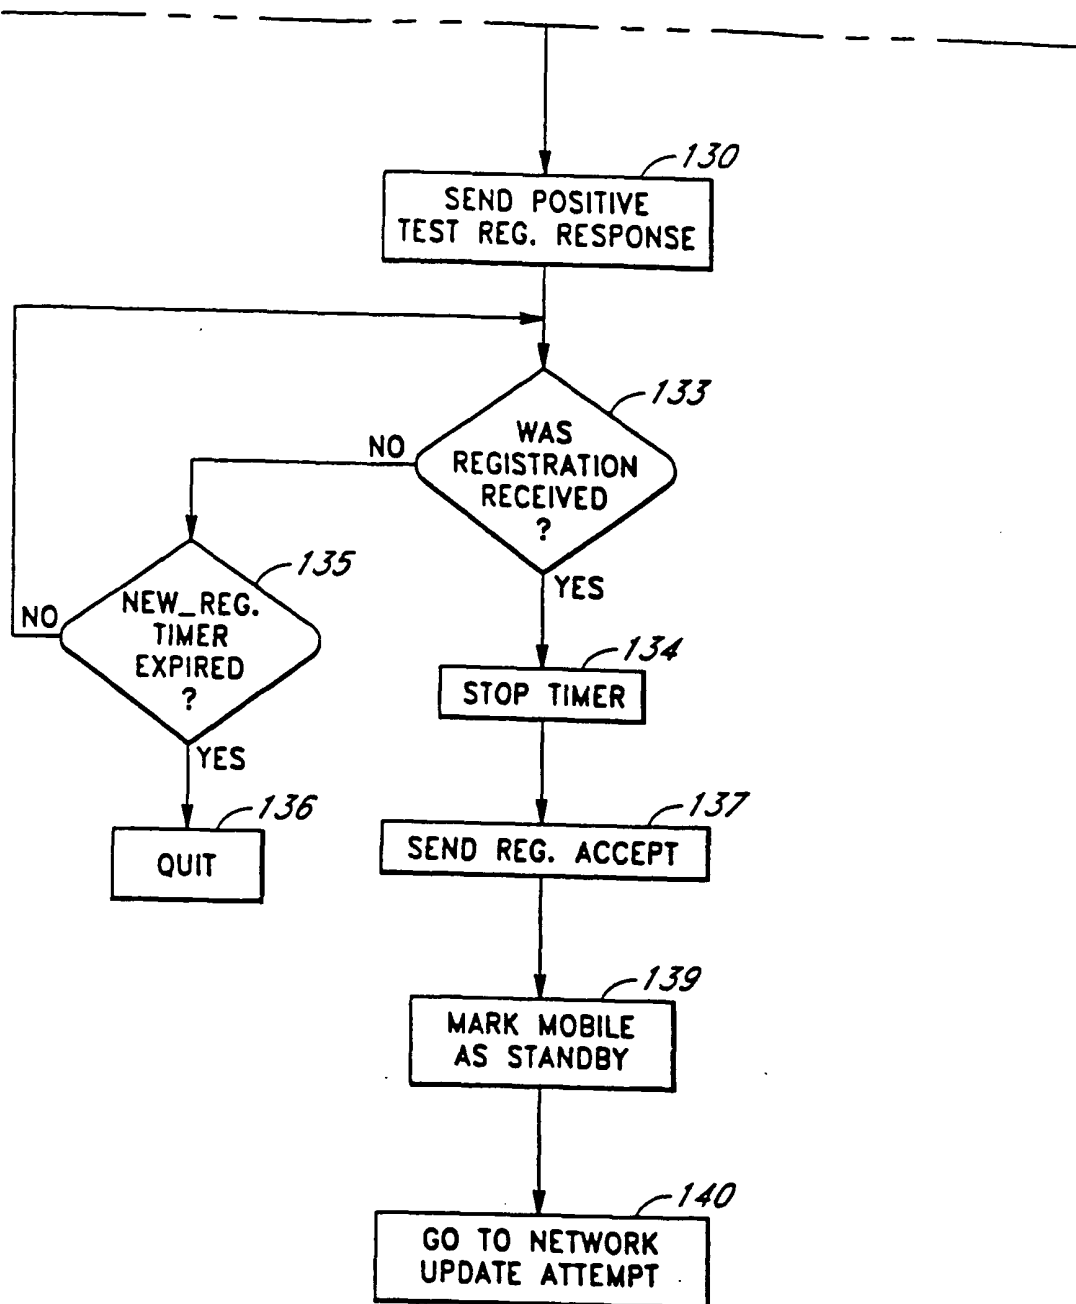 130
SEND POSITIVE
TEST REG. RESPONSE
133
WAS
REGISTRATION
RECEIVED
?
NO
YES
135
NEW_REG.
TIMER
EXPIRED
?
NO
YES
134
STOP TIMER
136
QUIT
137
SEND REG. ACCEPT
139
MARK MOBILE
AS STANDBY
140
GO TO NETWORK
UPDATE ATTEMPT